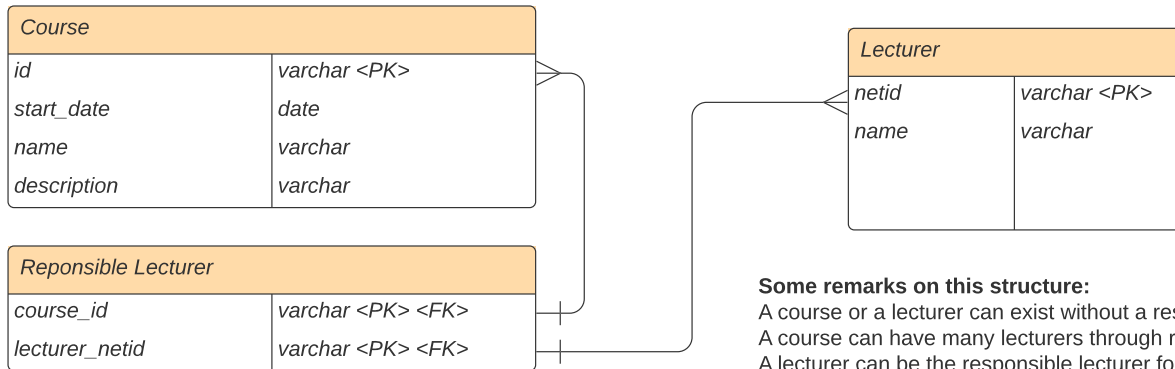 Course
id varchar <PK>
start_date date
name varchar
description varchar
Reponsible Lecturer
course_id varchar <PK> <FK>
lecturer_netid varchar <PK> <FK>
Lecturer
netid varchar <PK>
name varchar
Some remarks on this structure:
A course or a lecturer can exist without a
A course can have many lecturers through
A lecturer can be the responsible lecturer